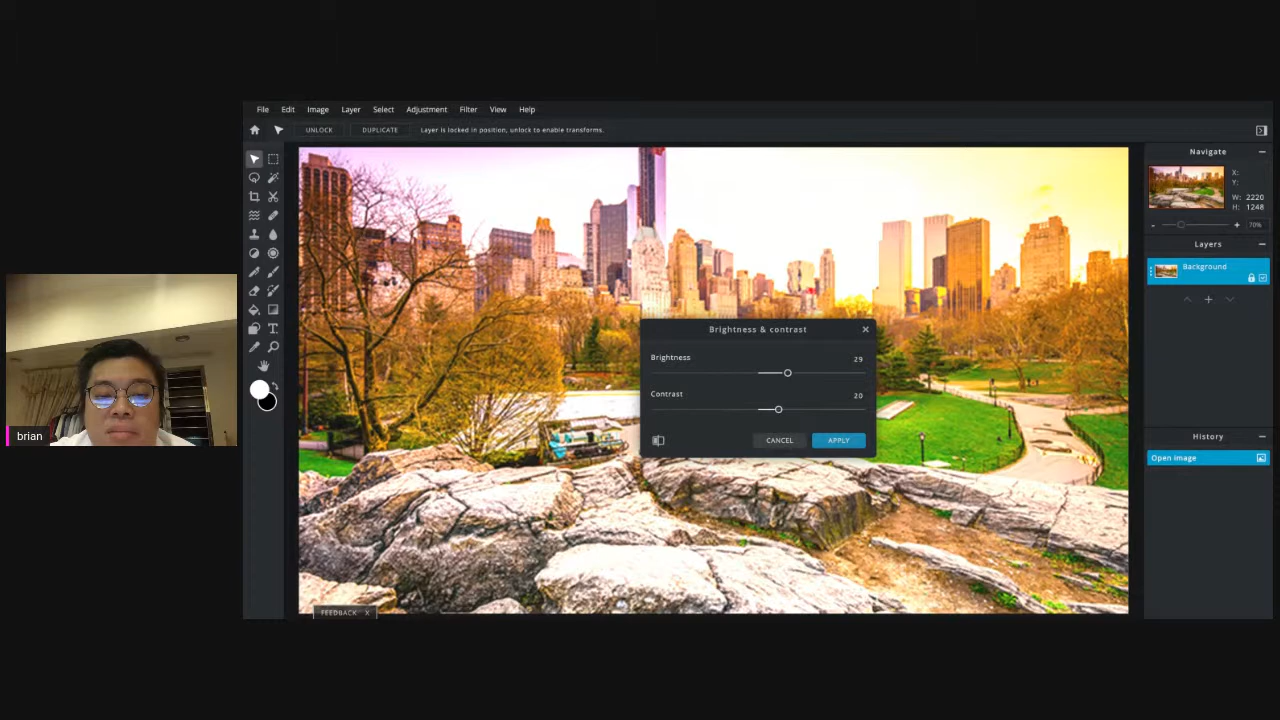 File Edit Image Layer Select Adjustment Filter View Help
UNLOCK DUPLICATE Layer is locked in position, unlock to enable transforms.
Navigate
X:
Y:
W: 2220
H: 1248
- + 70%
Layers
Background
Brightness & contrast
Brightness 29
Contrast 20
CANCEL APPLY
History
Open image
FEEDBACK X
brian